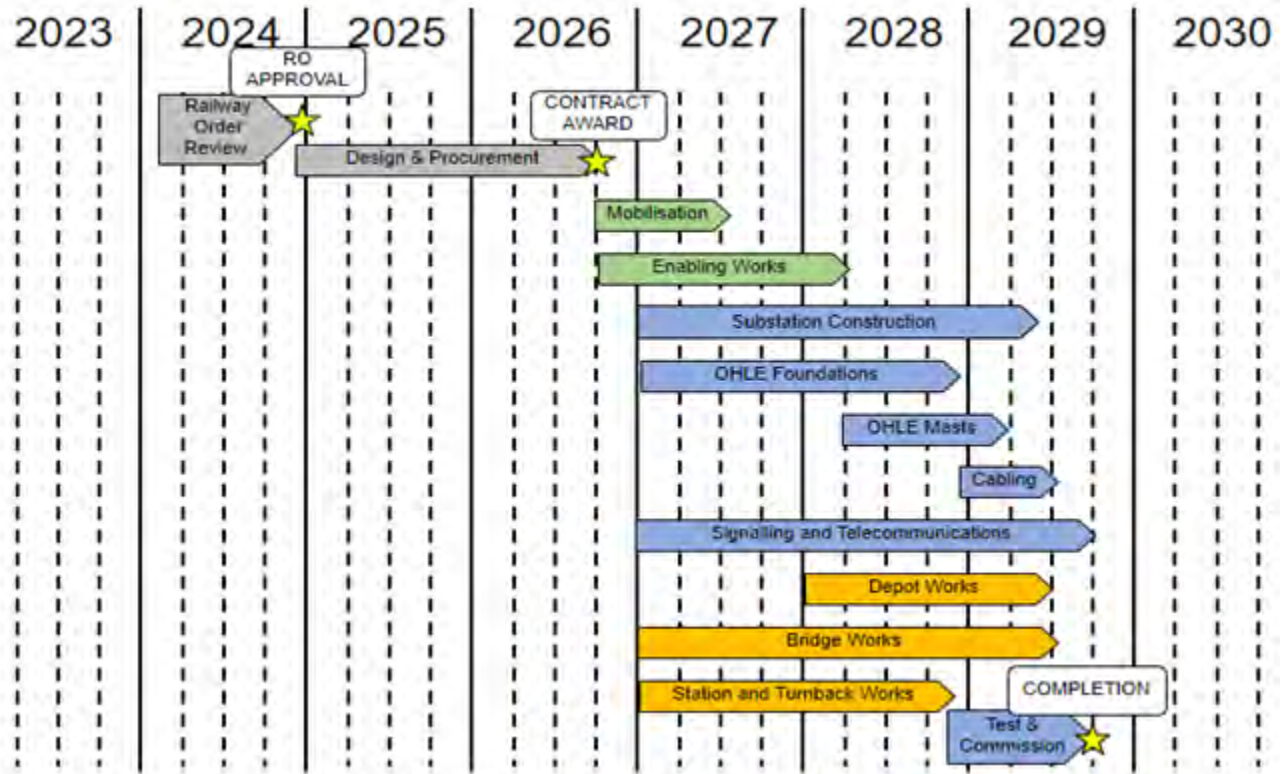 2023 2024 2025 2026 2027 2028 2029 2030
RO
APPROVAL
Railway
Order
Review
CONTRACT
AWARD
Design & Procurement
Mobilisation
Enabling Works
Substation Construction
OHLE Foundations
OHLE Masts
Cabling
Signalling and Telecommunications
Depot Works
Bridge Works
Station and Turnback Works
COMPLETION
Test &
Commission